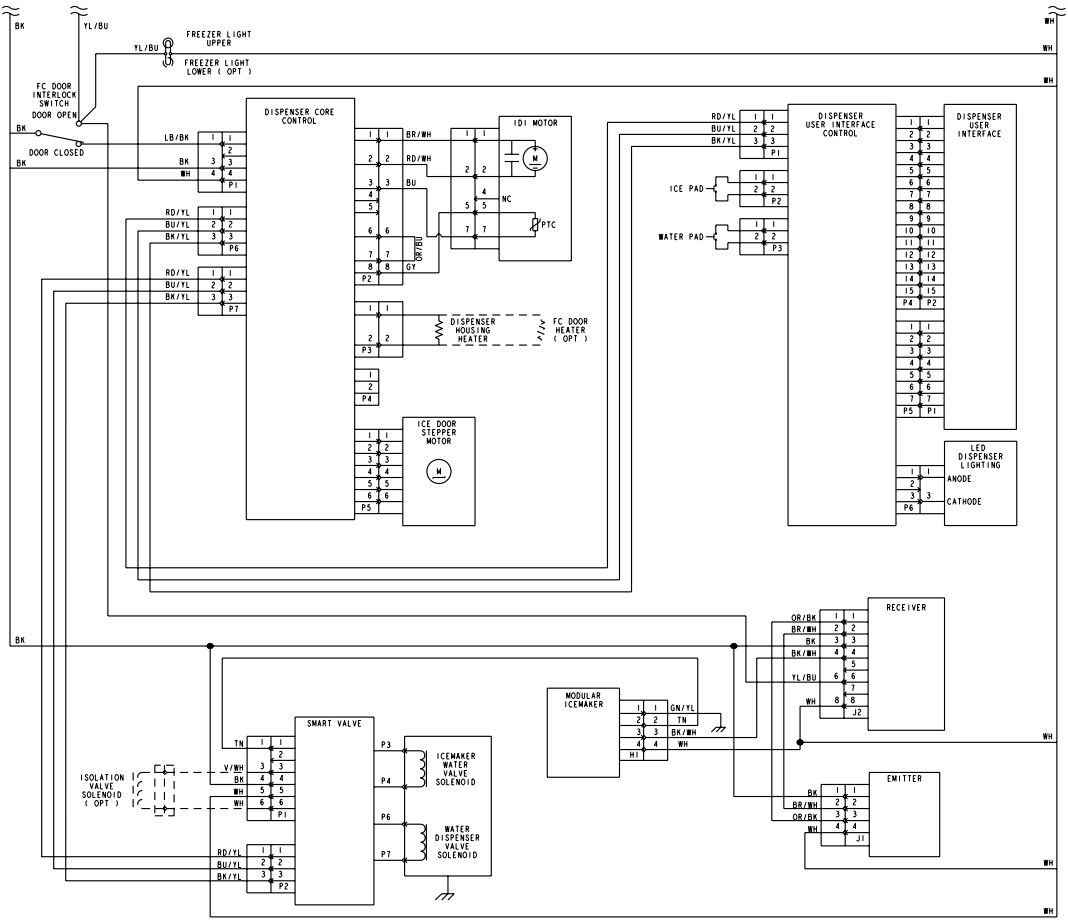 BK
YL/BU
WH
FREEZER LIGHT
UPPER
YL/BU
WH
FREEZER LIGHT
LOWER ( OPT )
WH
FC DOOR
INTERLOCK
SWITCH
DOOR OPEN
BK
DOOR CLOSED
BK
DISPENSER CORE
CONTROL
LB/BK 1 1
2
BK 3 3
WH 4 4
P1
RD/YL 1 1
BU/YL 2 2
BK/YL 3 3
P6
RD/YL 1 1
BU/YL 2 2
BK/YL 3 3
P7
1 1 BR/WH 1 1
2 2 RD/WH 2 2
3 3 BU
4
5
6 6
7 7
8 8 GY
P2
OR/BU
4 NC
5 5
7 7
IDI MOTOR
M
PTC
1 1
2 2
P3
DISPENSER
HOUSING
HEATER
FC DOOR
HEATER
( OPT )
1
2
P4
1 1
2 2
3 3
4 4
5 5
6 6
P5
ICE DOOR
STEPPER
MOTOR
M
RD/YL 1 1
BU/YL 2 2
BK/YL 3 3
P1
ICE PAD
1 1
2 2
P2
WATER PAD
1 1
2 2
P3
DISPENSER
USER INTERFACE
CONTROL
1 1
2 2
3 3
4 4
5 5
6 6
7 7
8 8
9 9
10 10
11 11
12 12
13 13
14 14
15 15
P4 P2
1 1
2 2
3 3
4 4
5 5
6 6
7 7
P5 P1
DISPENSER
USER
INTERFACE
LED
DISPENSER
LIGHTING
1 1 ANODE
2
3 3 CATHODE
P6
BK
RECEIVER
OR/BK 1 1
BR/WH 2 2
BK 3 3
BK/WH 4 4
5
YL/BU 6 6
7
WH 8 8
J2
MODULAR
ICEMAKER
1 1 GN/YL
2 2 TN
3 3 BK/WH
4 4 WH
H1
WH
SMART VALVE
TN 1 1
2
V/WH 3 3
BK 4 4
WH 5 5
WH 6 6
P1
ISOLATION
VALVE
SOLENOID
( OPT )
P3
P4
P6
P7
ICEMAKER
WATER
VALVE
SOLENOID
WATER
DISPENSER
VALVE
SOLENOID
RD/YL 1 1
BU/YL 2 2
BK/YL 3 3
P2
EMITTER
BK 1 1
BR/WH 2 2
OR/BK 3 3
WH 4 4
J1
WH
WH